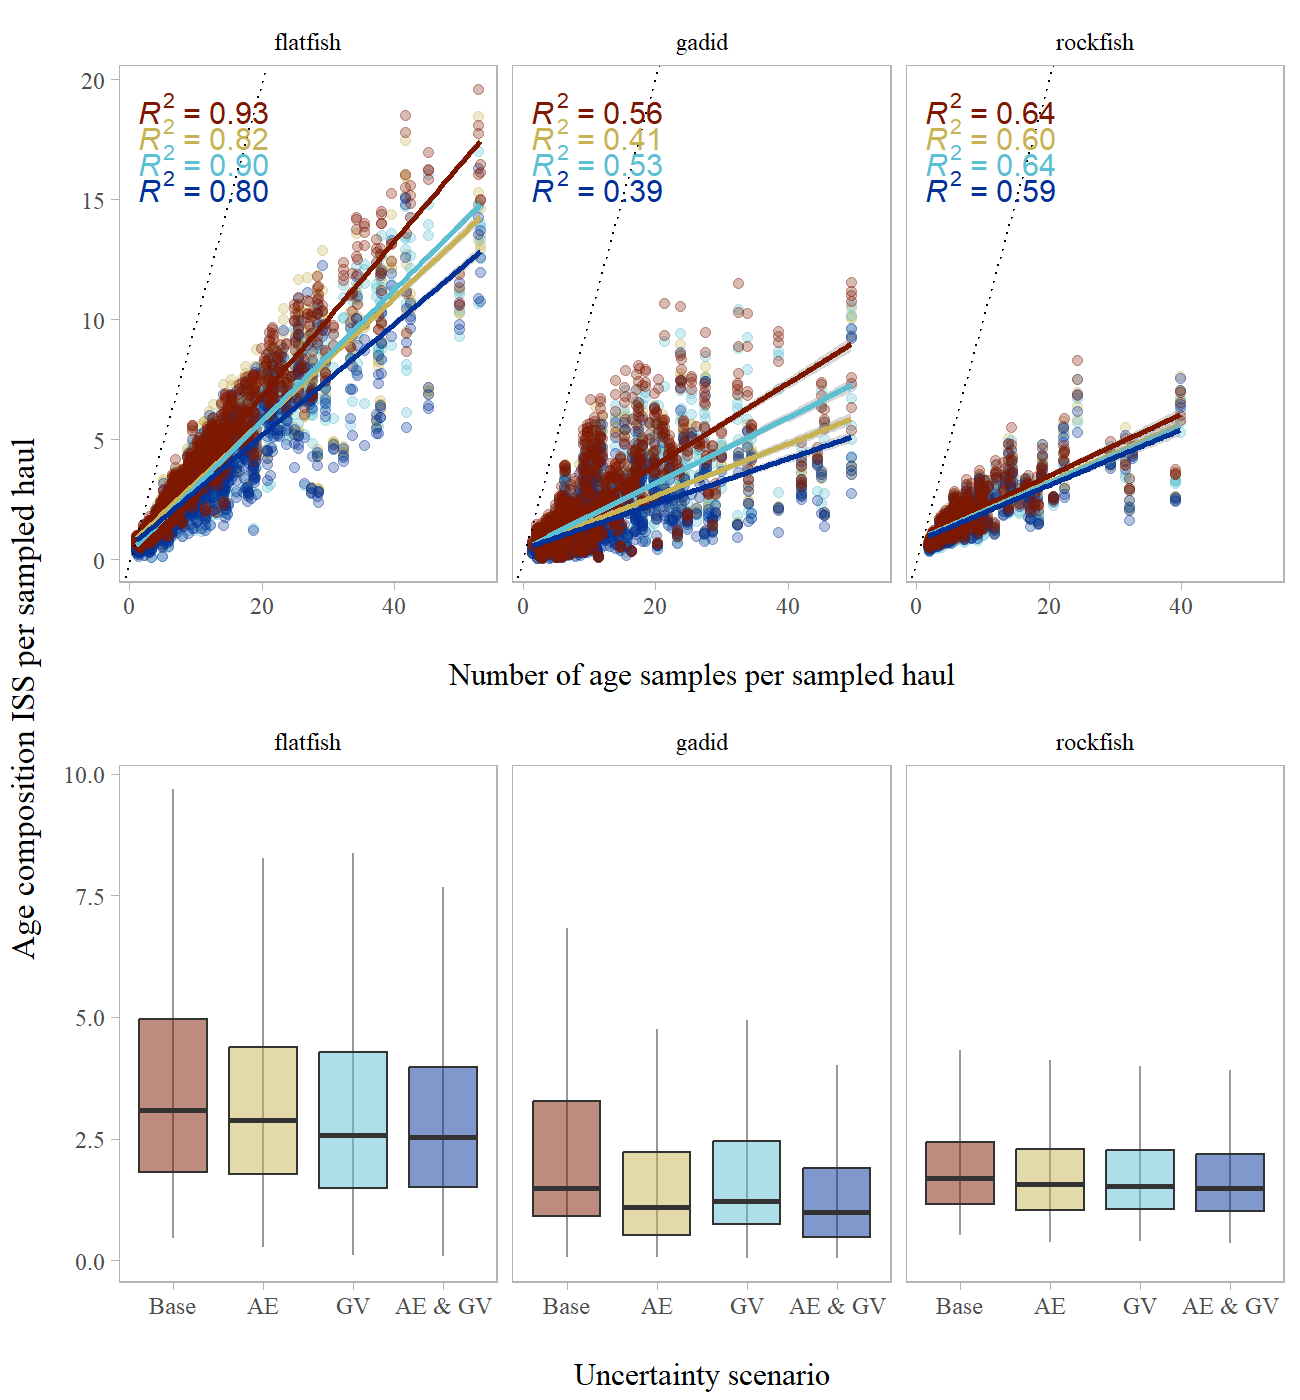 flatfish gadid rockfish
20
15
10
5
0
R² = 0.93
R² = 0.82
R² = 0.90
R² = 0.80
R² = 0.56
R² = 0.41
R² = 0.53
R² = 0.39
R² = 0.64
R² = 0.60
R² = 0.64
R² = 0.59
0 20 40 0 20 40 0 20 40
Number of age samples per sampled haul
Age composition ISS per sampled haul
flatfish gadid rockfish
10.0
7.5
5.0
2.5
0.0
Base AE GV AE & GV Base AE GV AE & GV Base AE GV AE & GV
Uncertainty scenario